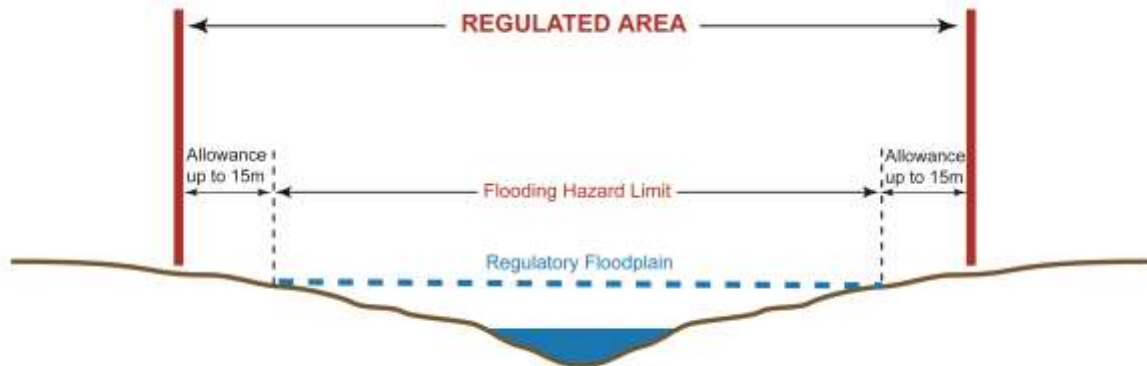 REGULATED AREA
Allowance
up to 15m
Allowance
up to 15m
Flooding Hazard Limit
Regulatory Floodplain